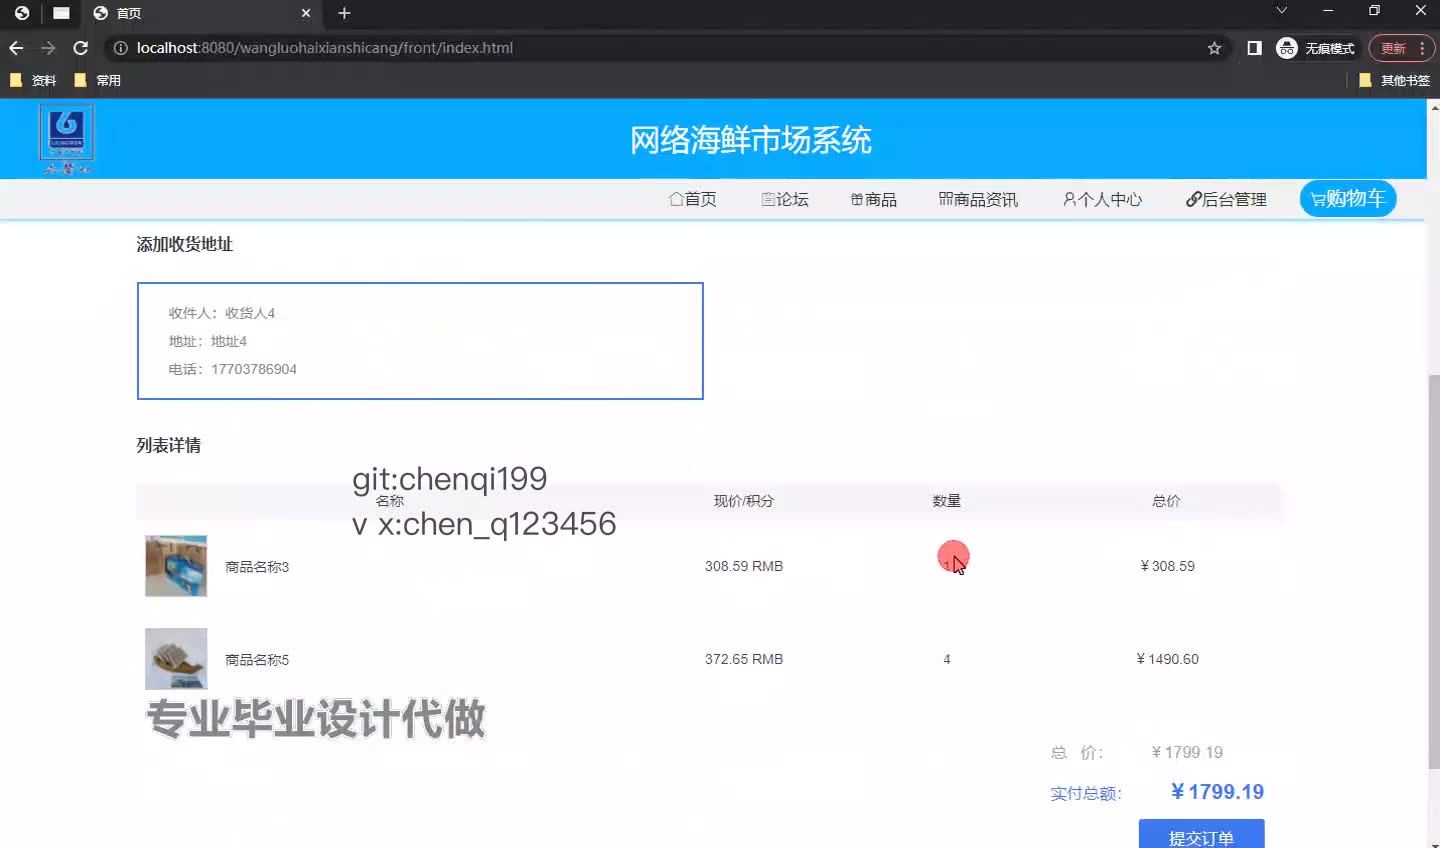 首页
localhost:8080/wangluohaixianshicang/front/index.html
无痕模式
更新
资料
常用
其他书签
网络海鲜市场系统
首页
论坛
商品
商品资讯
个人中心
后台管理
购物车
添加收货地址
收件人：收货人4
地址：地址4
电话：17703786904
列表详情
git:chenqi199
名称 现价/积分 数量 总价
v x:chen_q123456
商品名称3 308.59 RMB 1 ¥308.59
商品名称5 372.65 RMB 4 ¥1490.60
专业毕业设计代做
总 价： ¥1799.19
实付总额： ¥1799.19
提交订单